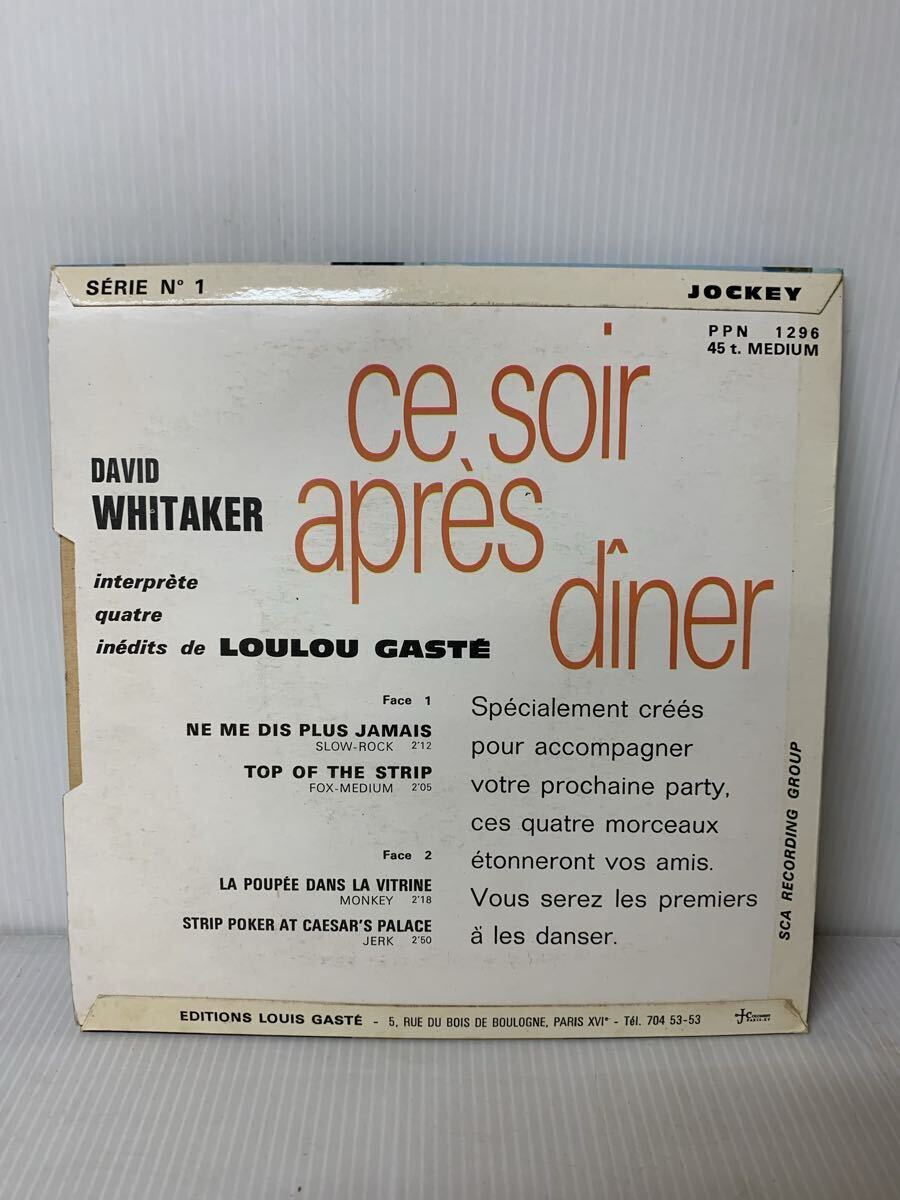 SÉRIE N° 1
JOCKEY
PPN 1296
45 t. MEDIUM
ce soir
après
dîner
DAVID
WHITAKER
interprète
quatre
inédits de LOULOU GASTÉ
Face 1
NE ME DIS PLUS JAMAIS
SLOW-ROCK 2'12
TOP OF THE STRIP
FOX-MEDIUM 2'05
Face 2
LA POUPÉE DANS LA VITRINE
MONKEY 2'18
STRIP POKER AT CAESAR'S PALACE
JERK 2'50
Spécialement créés
pour accompagner
votre prochaine party,
ces quatre morceaux
étonneront vos amis.
Vous serez les premiers
ä les danser.
SCA RECORDING GROUP
EDITIONS LOUIS GASTÉ - 5, RUE DU BOIS DE BOULOGNE, PARIS XVIe - Tél. 704 53-53